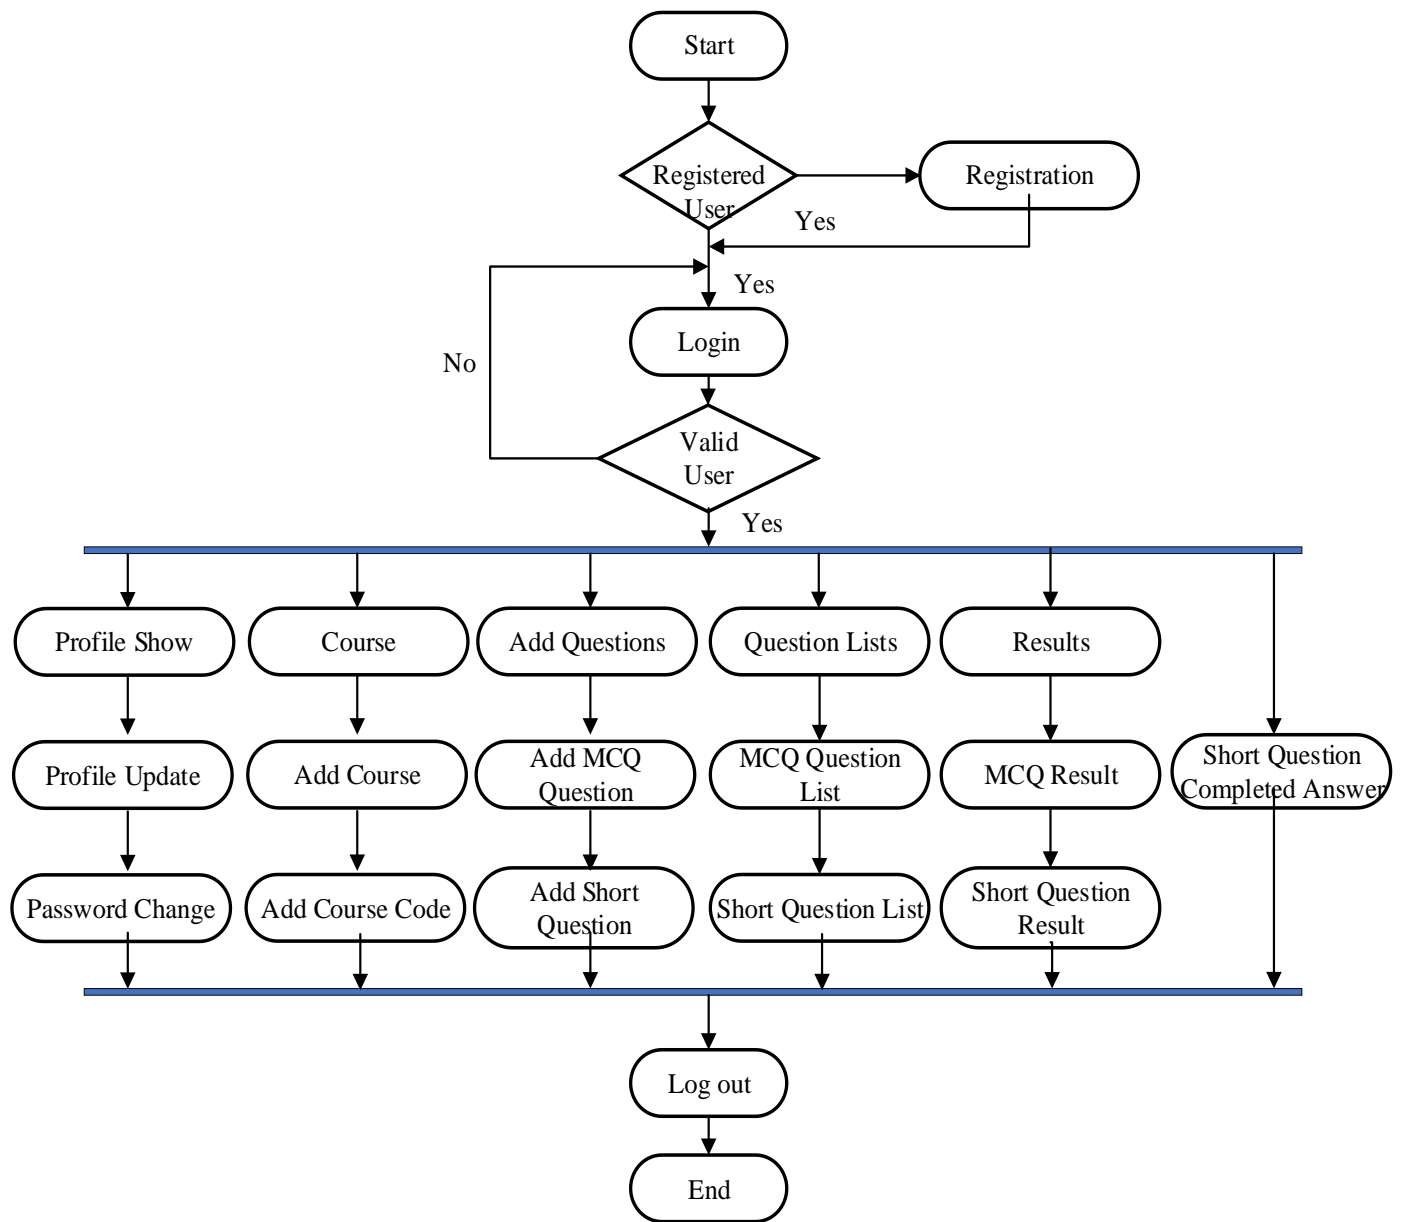 Start
Registered
User
Registration
Yes
Yes
Login
No
Valid
User
Yes
Profile Show
Course
Add Questions
Question Lists
Results
Profile Update
Add Course
Add MCQ
Question
MCQ Question
List
MCQ Result
Short Question
Completed Answer
Password Change
Add Course Code
Add Short
Question
Short Question List
Short Question
Result
Log out
End